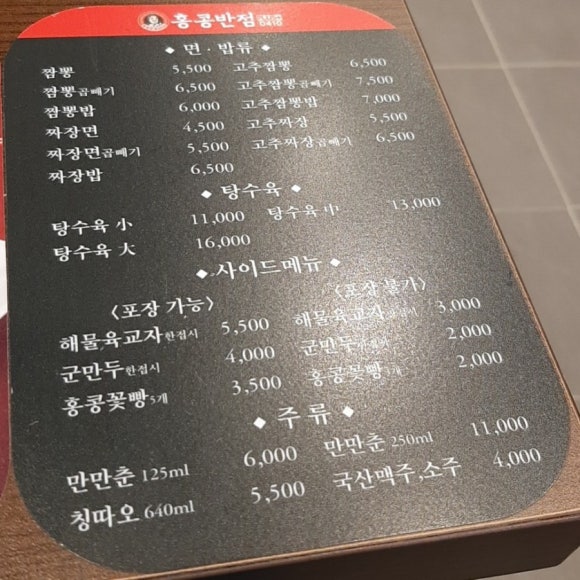 홍콩반점 0410
◆ 면 · 밥류 ◆
짬뽕 5,500 고추짬뽕 6,500
짬뽕곱빼기 6,500 고추짬뽕곱빼기 7,500
짬뽕밥 6,000 고추짬뽕밥 7,000
짜장면 4,500 고추짜장 5,500
짜장면곱빼기 5,500 고추짜장곱빼기 6,500
짜장밥 6,500
◆ 탕수육 ◆
탕수육 小 11,000 탕수육 中 13,000
탕수육 大 16,000
◆ 사이드메뉴 ◆
〈포장 가능〉 〈포장 불가〉
해물육교자한접시 5,500 해물육교자한접시 3,000
군만두한접시 4,000 군만두한접시 2,000
홍콩꽃빵5개 3,500 홍콩꽃빵 2,000
◆ 주 류 ◆
만만춘 125ml 6,000 만만춘 250ml 11,000
칭따오 640ml 5,500 국산맥주,소주 4,000